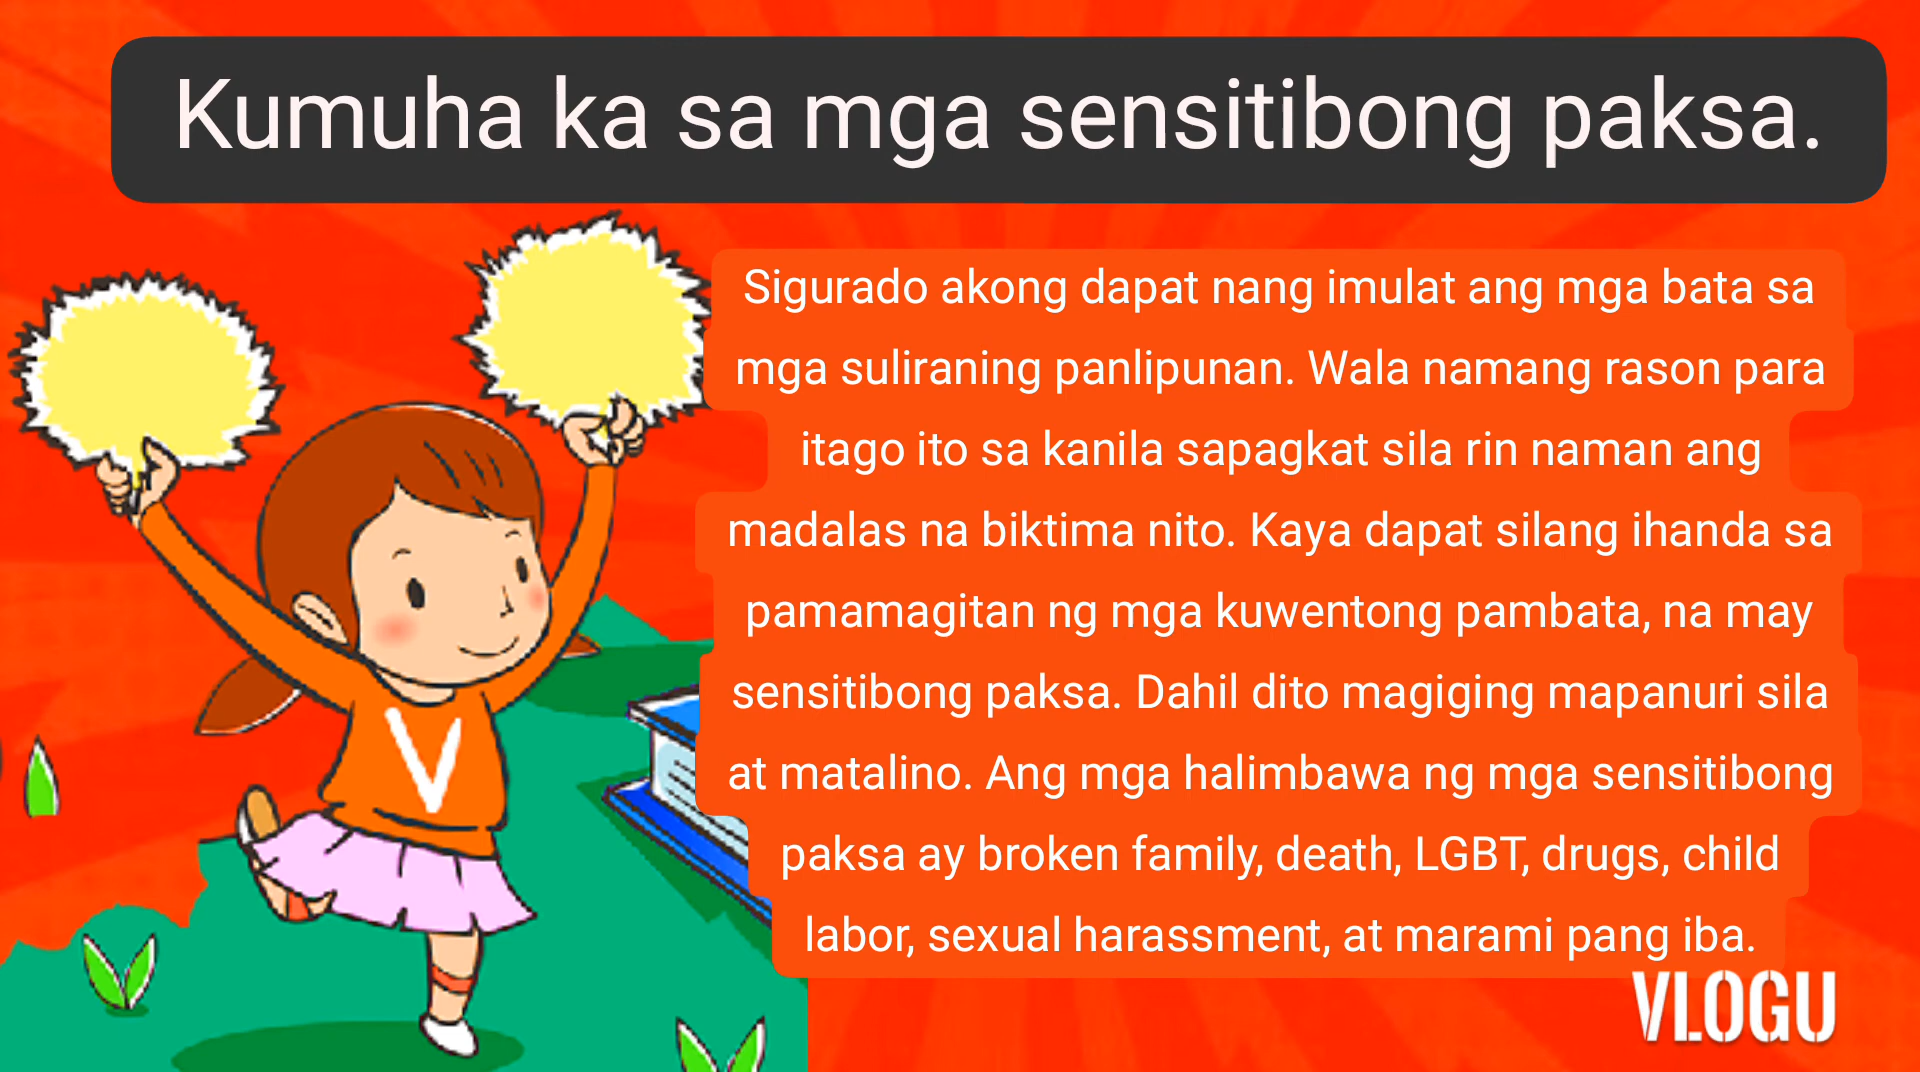 Kumuha ka sa mga sensitibong paksa.
Sigurado akong dapat nang imulat ang mga bata sa
mga suliraning panlipunan. Wala namang rason para
itago ito sa kanila sapagkat sila rin naman ang
madalas na biktima nito. Kaya dapat silang ihanda sa
pamamagitan ng mga kuwentong pambata, na may
sensitibong paksa. Dahil dito magiging mapanuri sila
at matalino. Ang mga halimbawa ng mga sensitibong
paksa ay broken family, death, LGBT, drugs, child
labor, sexual harassment, at marami pang iba.
V
VLOGU